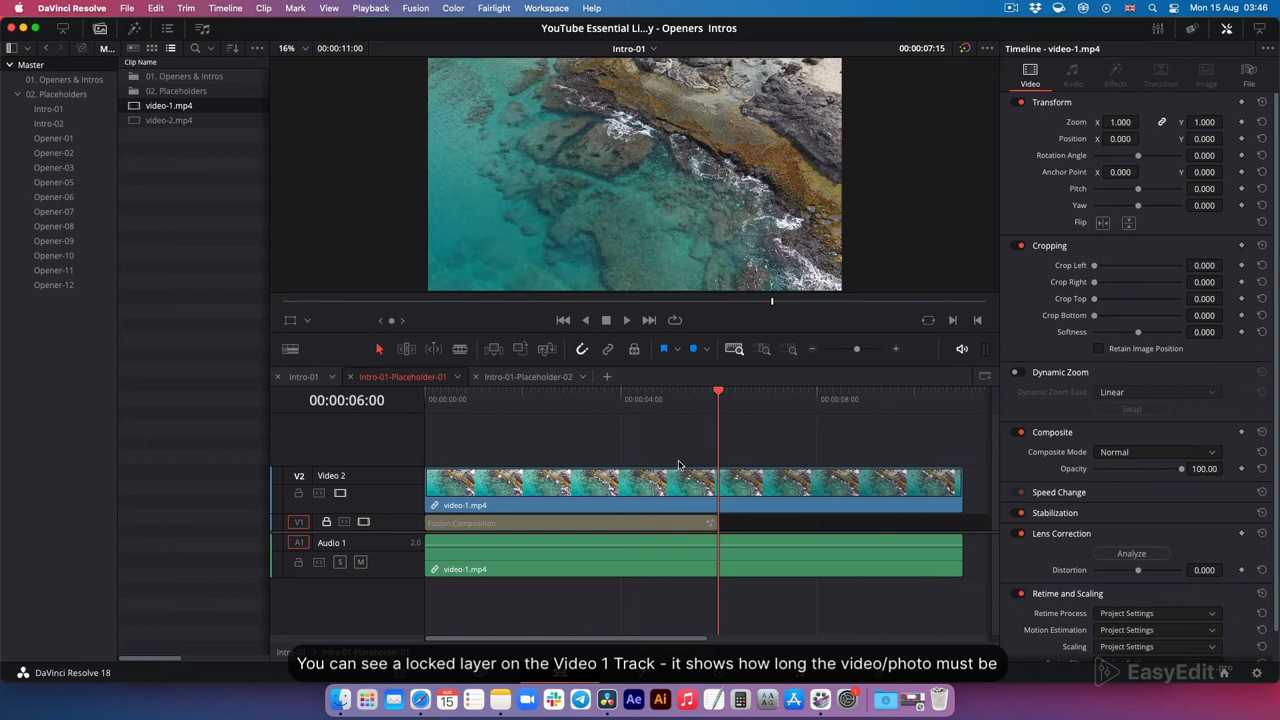 DaVinci Resolve File Edit Trim Timeline Clip Mark View Playback Fusion Color Fairlight Workspace Help Mon 15 Aug 03:46
YouTube Essential Li...y - Openers Intros
M... 16% 00:00:11:00 Intro-01 00:00:07:15 Timeline - video-1.mp4
Master
01. Openers & Intros
02. Placeholders
Intro-01
Intro-02
Opener-01
Opener-02
Opener-03
Opener-05
Opener-06
Opener-07
Opener-08
Opener-09
Opener-10
Opener-11
Opener-12
Clip Name
01. Openers & Intros
02. Placeholders
video-1.mp4
video-2.mp4
Video Audio Effects Transition Image File
Transform
Zoom X 1.000 Y 1.000
Position X 0.000 Y 0.000
Rotation Angle 0.000
Anchor Point X 0.000 Y 0.000
Pitch 0.000
Yaw 0.000
Flip
Cropping
Crop Left 0.000
Crop Right 0.000
Crop Top 0.000
Crop Bottom 0.000
Softness 0.000
Retain Image Position
Dynamic Zoom
Dynamic Zoom Ease Linear
Swap
Composite
Composite Mode Normal
Opacity 100.00
Speed Change
Stabilization
Lens Correction
Analyze
Distortion 0.000
Retime and Scaling
Retime Process Project Settings
Motion Estimation Project Settings
Scaling Project Settings
Intro-01 Intro-01-Placeholder-01 Intro-01-Placeholder-02
00:00:06:00 00:00:00:00 00:00:04:00 00:00:08:00
V2 Video 2
video-1.mp4
V1 Fusion Composition
A1 Audio 1 2.0
S M
video-1.mp4
You can see a locked layer on the Video 1 Track - it shows how long the video/photo must be
DaVinci Resolve 18
EasyEdit.pro
15
Ae Ai